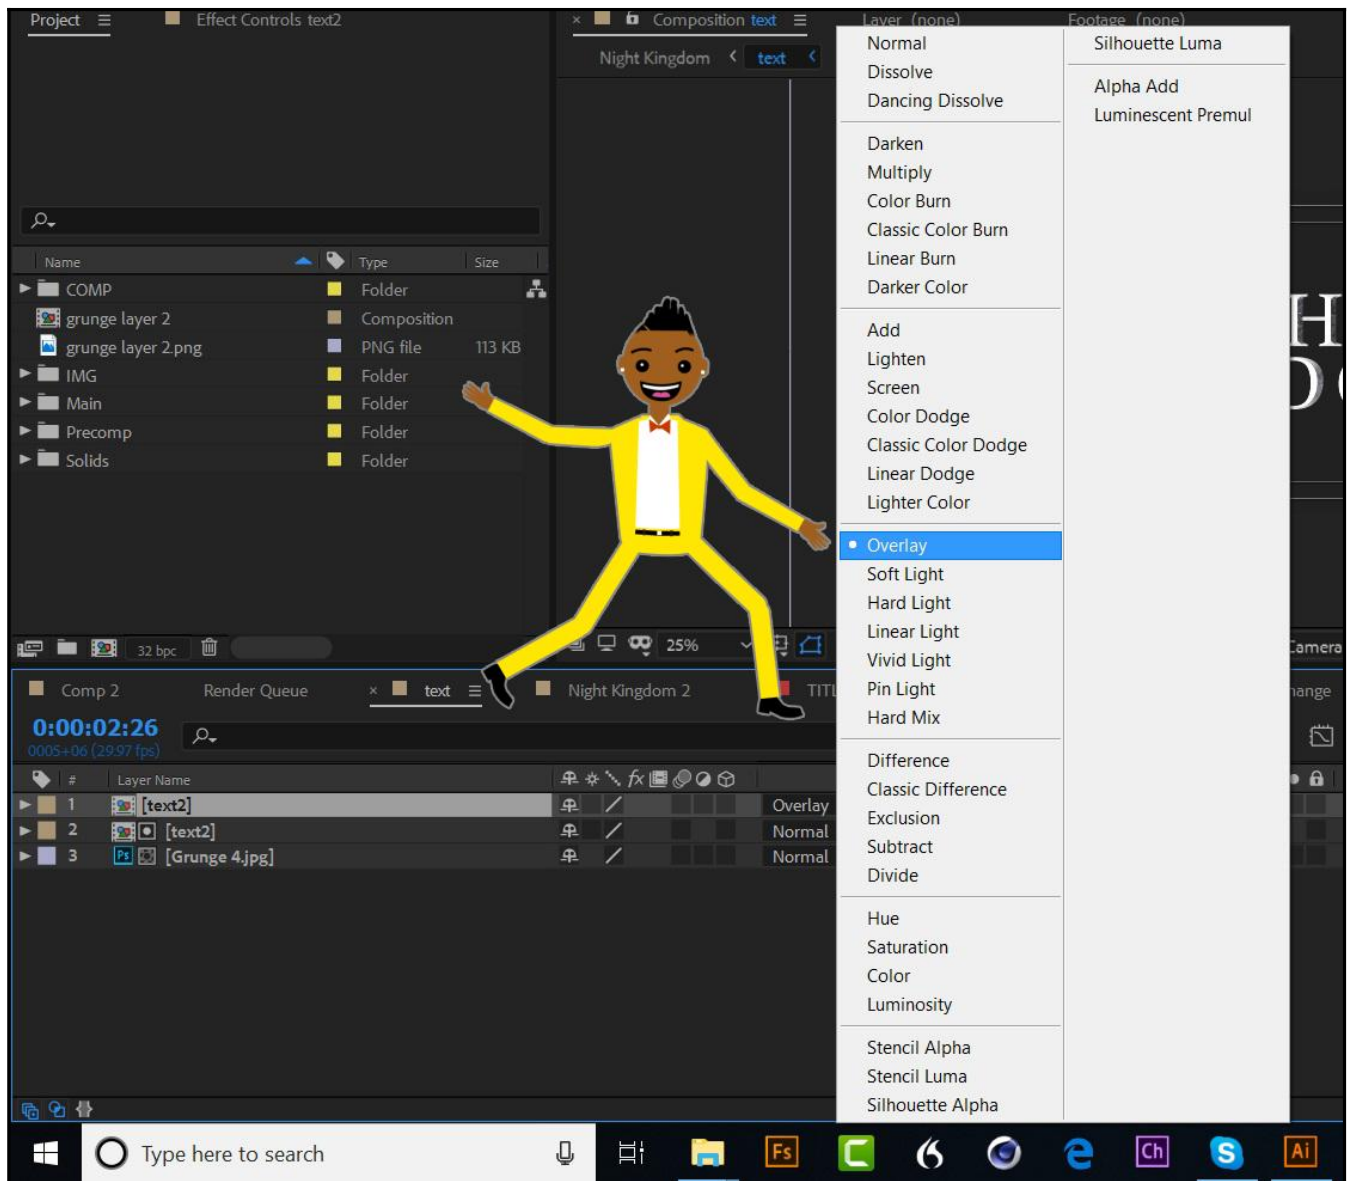 Project
Effect Controls text2
Composition text
Layer (none)
Footage (none)
Night Kingdom
text
Name
Type
Size
COMP
Folder
grunge layer 2
Composition
grunge layer 2.png
PNG file
113 KB
IMG
Folder
Main
Folder
Precomp
Folder
Solids
Folder
32 bpc
25%
Camera
Normal
Dissolve
Dancing Dissolve
Darken
Multiply
Color Burn
Classic Color Burn
Linear Burn
Darker Color
Add
Lighten
Screen
Color Dodge
Classic Color Dodge
Linear Dodge
Lighter Color
Overlay
Soft Light
Hard Light
Linear Light
Vivid Light
Pin Light
Hard Mix
Difference
Classic Difference
Exclusion
Subtract
Divide
Hue
Saturation
Color
Luminosity
Stencil Alpha
Stencil Luma
Silhouette Alpha
Silhouette Luma
Alpha Add
Luminescent Premul
Comp 2
Render Queue
text
Night Kingdom 2
0:00:02:26
0005+06 (29.97 fps)
#
Layer Name
fx
1
[text2]
Overlay
2
[text2]
Normal
3
Ps
[Grunge 4.jpg]
Normal
Type here to search
Fs
Ch
Ai